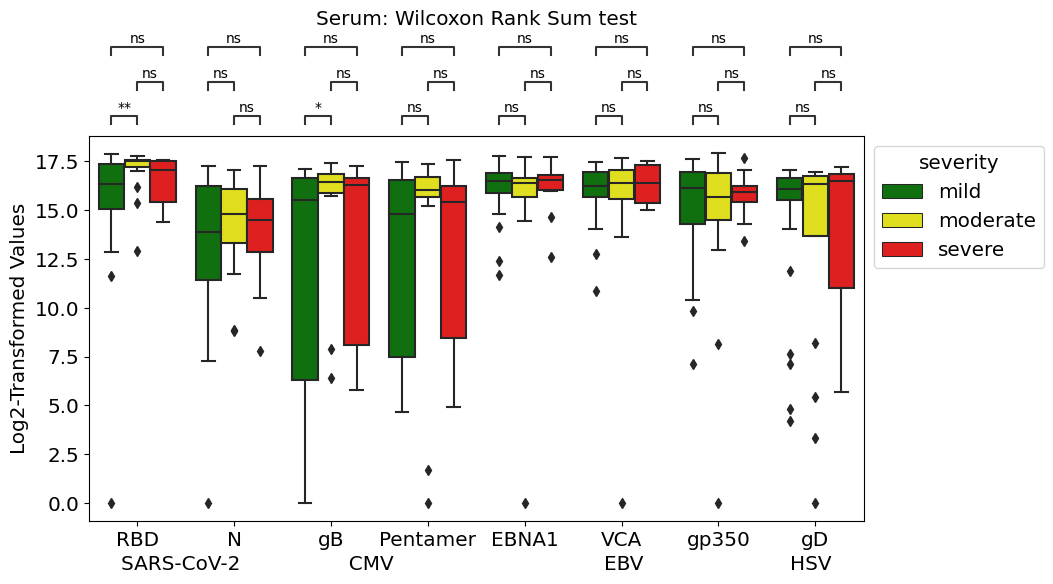 Serum: Wilcoxon Rank Sum test
ns ns ns ns ns ns ns ns
ns ns ns ns ns ns ns ns
** ns * ns ns ns ns ns
Log2-Transformed Values
17.5
15.0
12.5
10.0
7.5
5.0
2.5
0.0
RBD N gB Pentamer EBNA1 VCA gp350 gD
SARS-CoV-2 CMV EBV HSV
severity
mild
moderate
severe